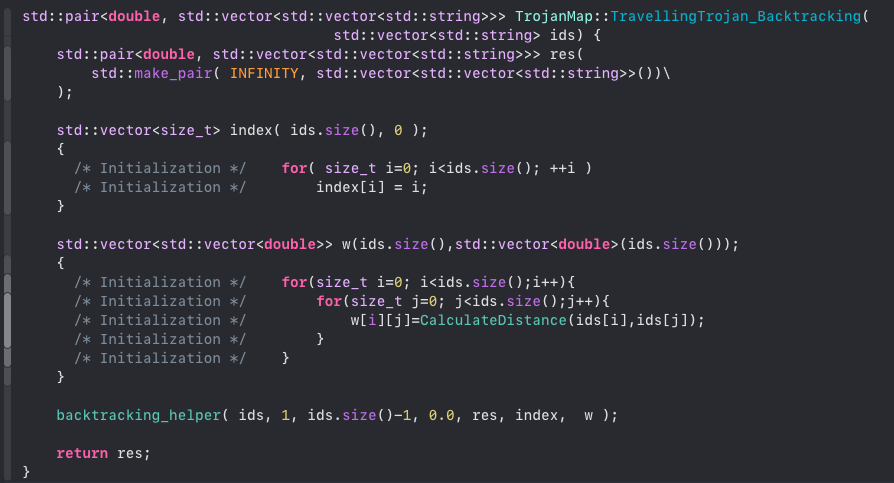 std::pair<double, std::vector<std::vector<std::string>>> TrojanMap::TravellingTrojan_Backtracking(
                                    std::vector<std::string> ids) {
    std::pair<double, std::vector<std::vector<std::string>>> res(
        std::make_pair( INFINITY, std::vector<std::vector<std::string>>())\
    );

    std::vector<size_t> index( ids.size(), 0 );
    {
      /* Initialization */    for( size_t i=0; i<ids.size(); ++i )
      /* Initialization */        index[i] = i;
    }

    std::vector<std::vector<double>> w(ids.size(),std::vector<double>(ids.size()));
    {
      /* Initialization */    for(size_t i=0; i<ids.size();i++){
      /* Initialization */        for(size_t j=0; j<ids.size();j++){
      /* Initialization */            w[i][j]=CalculateDistance(ids[i],ids[j]);
      /* Initialization */        }
      /* Initialization */    }
    }

    backtracking_helper( ids, 1, ids.size()-1, 0.0, res, index,  w );

    return res;
}